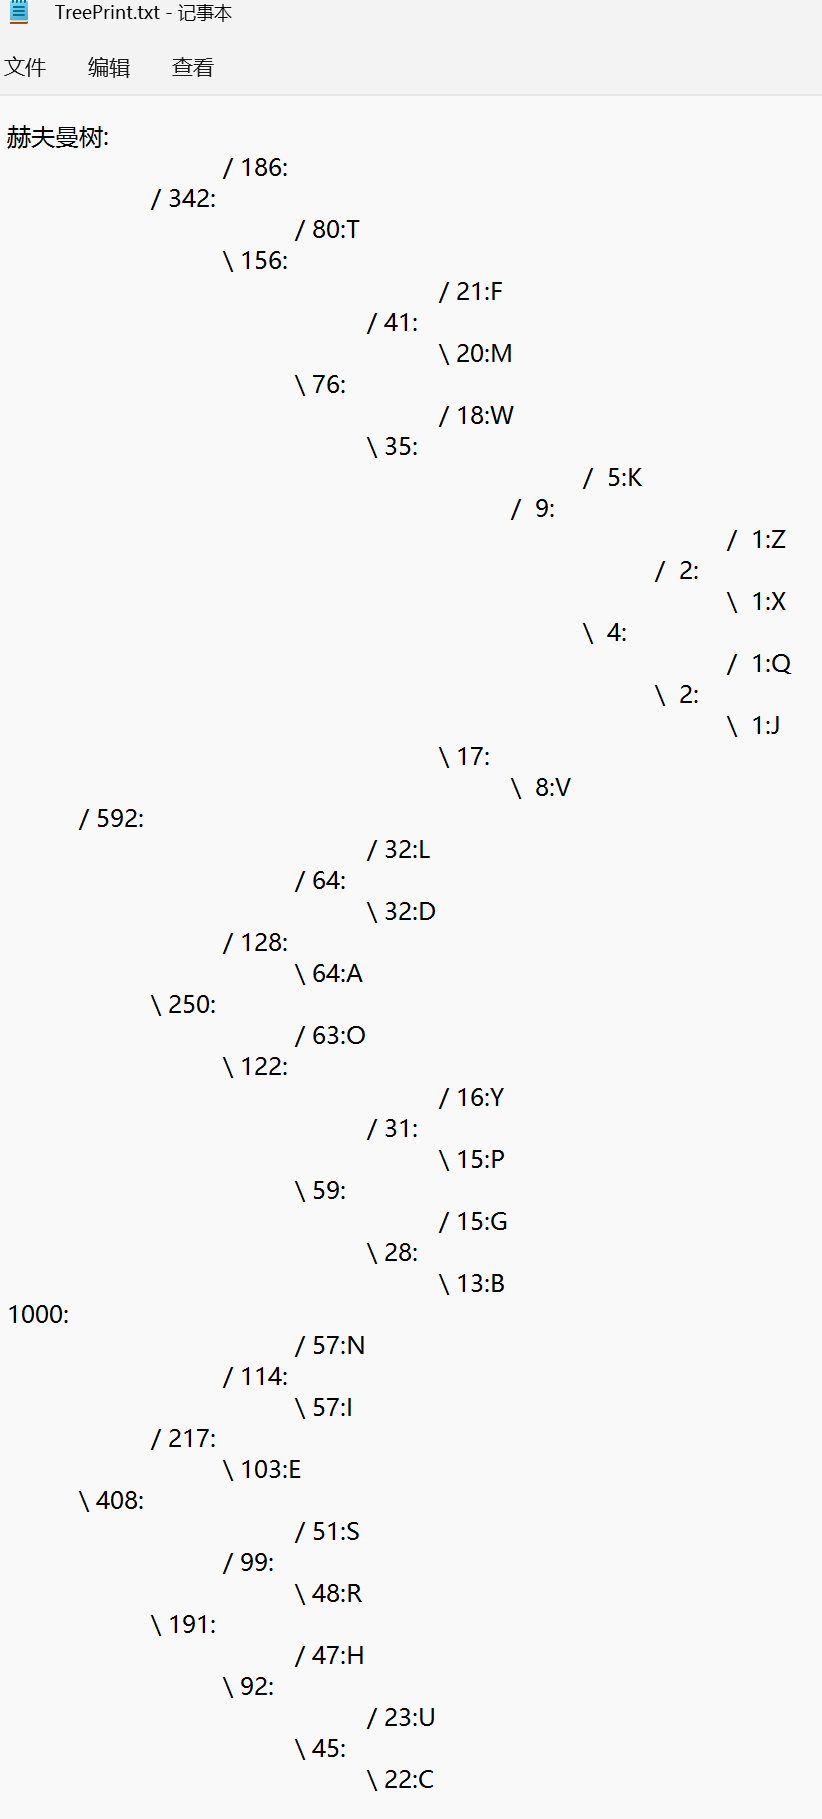 TreePrint.txt - 记事本
文件 编辑 查看
赫夫曼树:
/ 186:
/ 342:
/ 80:T
\ 156:
/ 21:F
/ 41:
\ 20:M
\ 76:
/ 18:W
\ 35:
/  5:K
/  9:
/  1:Z
/  2:
\  1:X
\  4:
/  1:Q
\  2:
\  1:J
\ 17:
\  8:V
/ 592:
/ 32:L
/ 64:
\ 32:D
/ 128:
\ 64:A
\ 250:
/ 63:O
\ 122:
/ 16:Y
/ 31:
\ 15:P
\ 59:
/ 15:G
\ 28:
\ 13:B
1000:
/ 57:N
/ 114:
\ 57:I
/ 217:
\ 103:E
\ 408:
/ 51:S
/ 99:
\ 48:R
\ 191:
/ 47:H
\ 92:
/ 23:U
\ 45:
\ 22:C